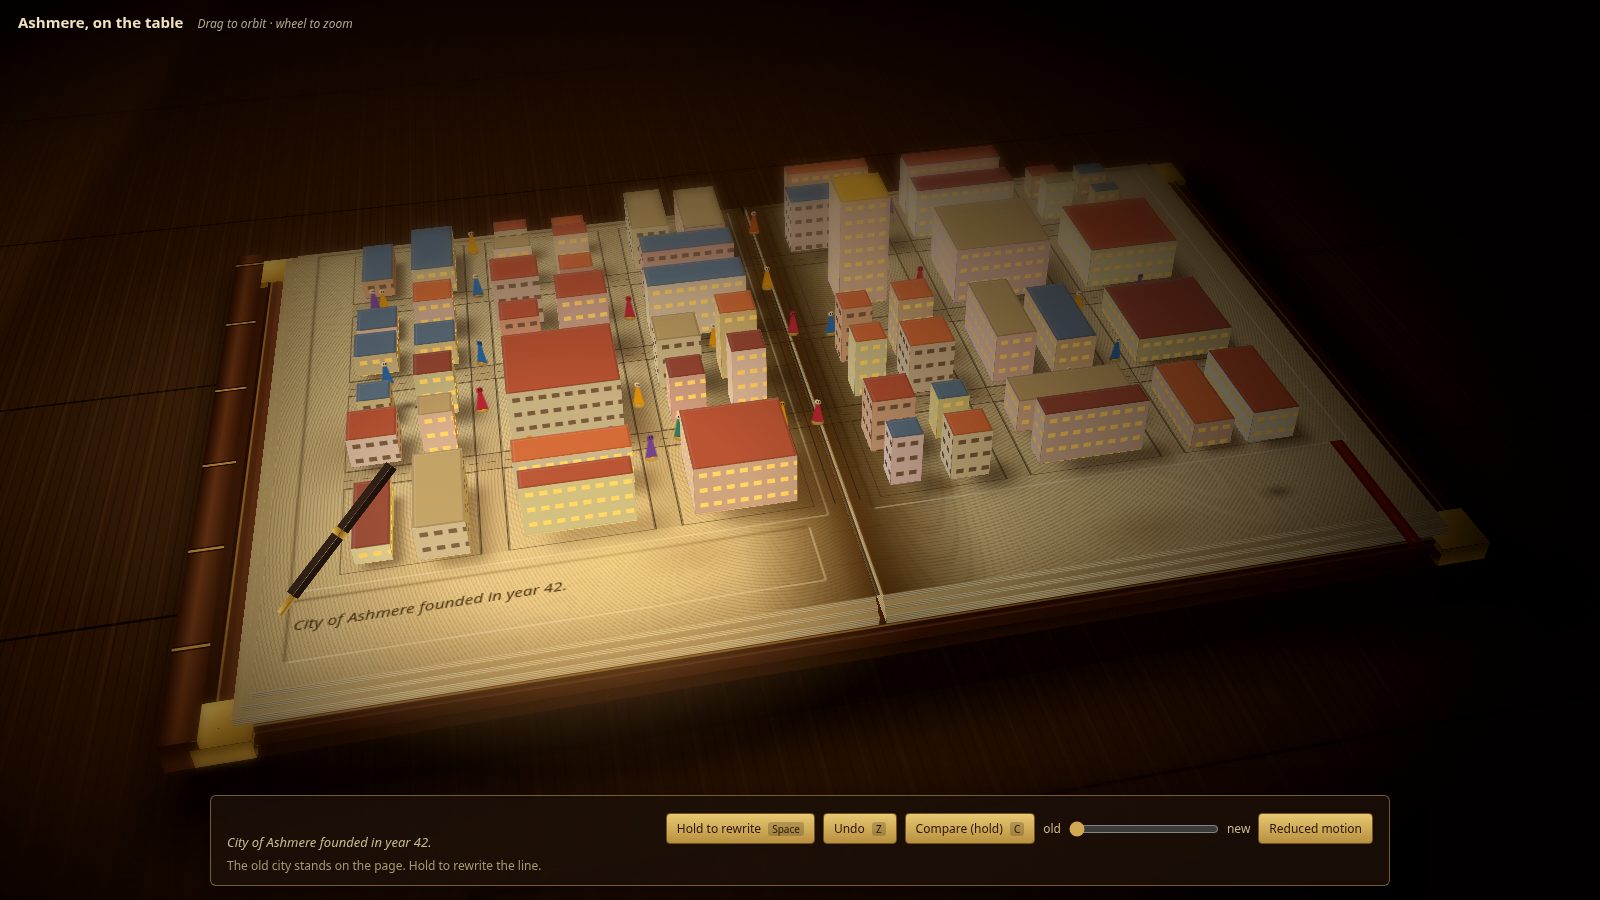 Ashmere, on the table Drag to orbit · wheel to zoom
City of Ashmere founded in year 42.
Hold to rewrite Space Undo Z Compare (hold) C old new Reduced motion
City of Ashmere founded in year 42.
The old city stands on the page. Hold to rewrite the line.